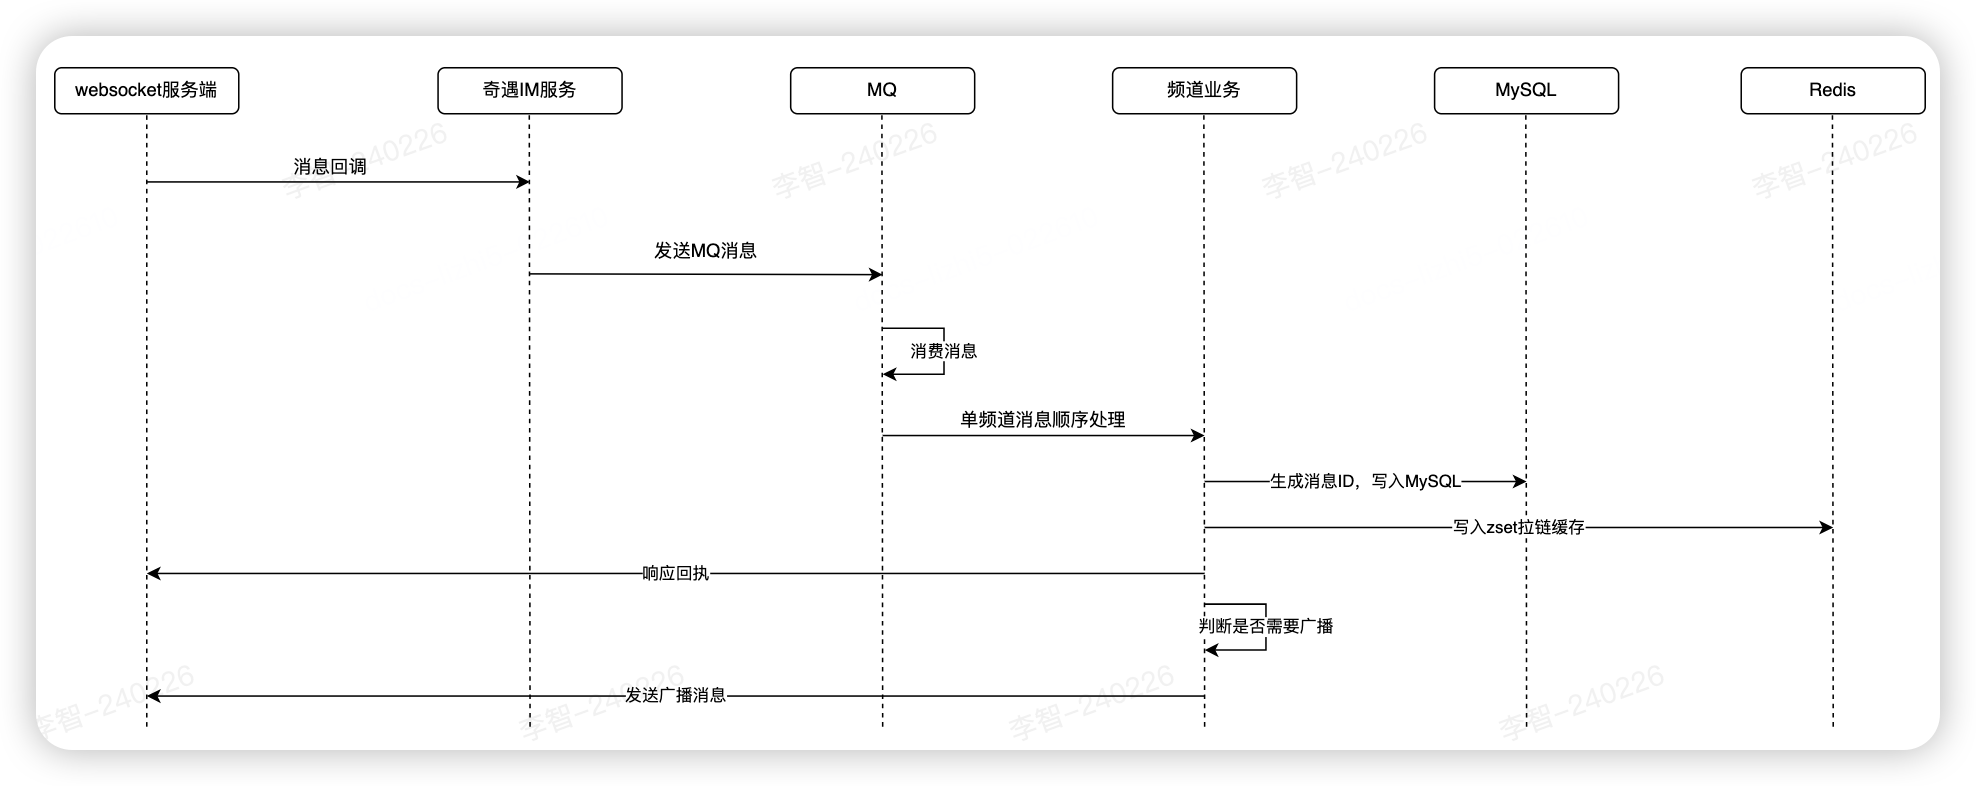 websocket服务端
奇遇IM服务
MQ
频道业务
MySQL
Redis
李智-240226
李智-240226
李智-240226
李智-240226
消息回调
发送MQ消息
消费消息
单频道消息顺序处理
生成消息ID，写入MySQL
写入zset拉链缓存
响应回执
判断是否需要广播
李智-240226
李智-240226
李智-240226
李智-240226
发送广播消息